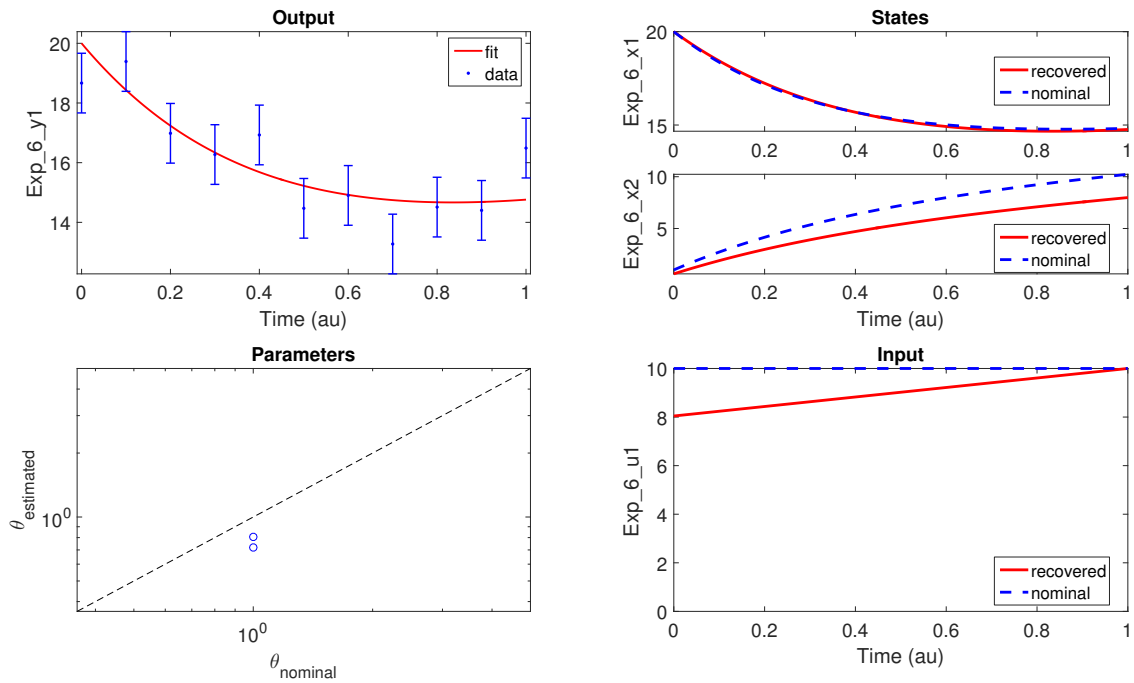 Output
20
18
16
14
Exp_6_y1
fit
data
0
0.2
0.4
0.6
0.8
1
Time (au)
States
20
15
Exp_6_x1
recovered
nominal
0
0.2
0.4
0.6
0.8
1
10
5
Exp_6_x2
recovered
nominal
0
0.2
0.4
0.6
0.8
1
Time (au)
Parameters
10^0
θ_estimated
10^0
θ_nominal
Input
10
8
6
4
2
0
Exp_6_u1
recovered
nominal
0
0.2
0.4
0.6
0.8
1
Time (au)